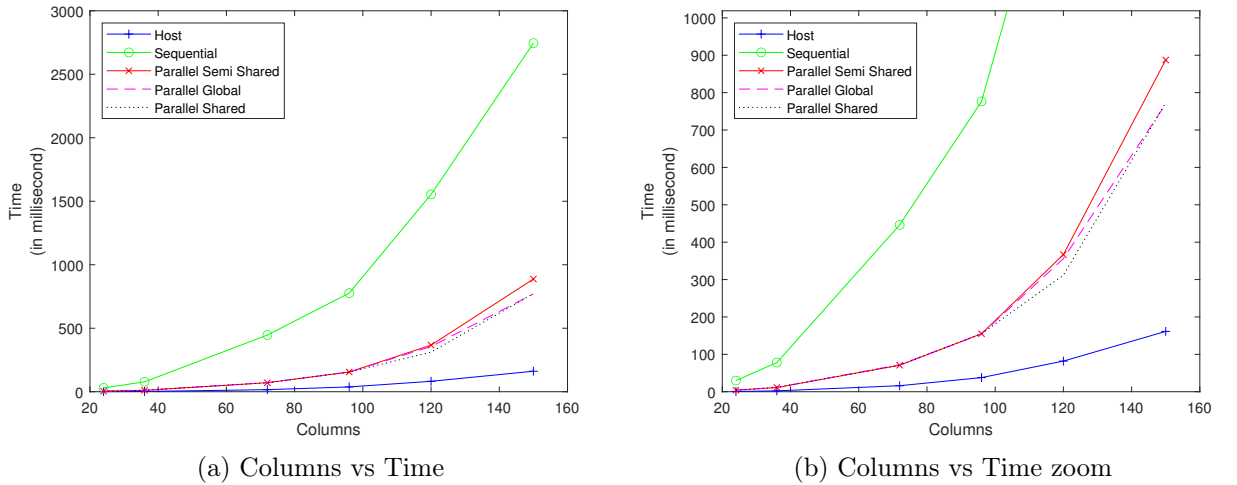 3000
2500
2000
1500
1000
500
0
Time
(in millisecond)
Host
Sequential
Parallel Semi Shared
Parallel Global
Parallel Shared
20 40 60 80 100 120 140 160
Columns
(a) Columns vs Time
1000
900
800
700
600
500
400
300
200
100
0
Time
(in millisecond)
Host
Sequential
Parallel Semi Shared
Parallel Global
Parallel Shared
20 40 60 80 100 120 140 160
Columns
(b) Columns vs Time zoom